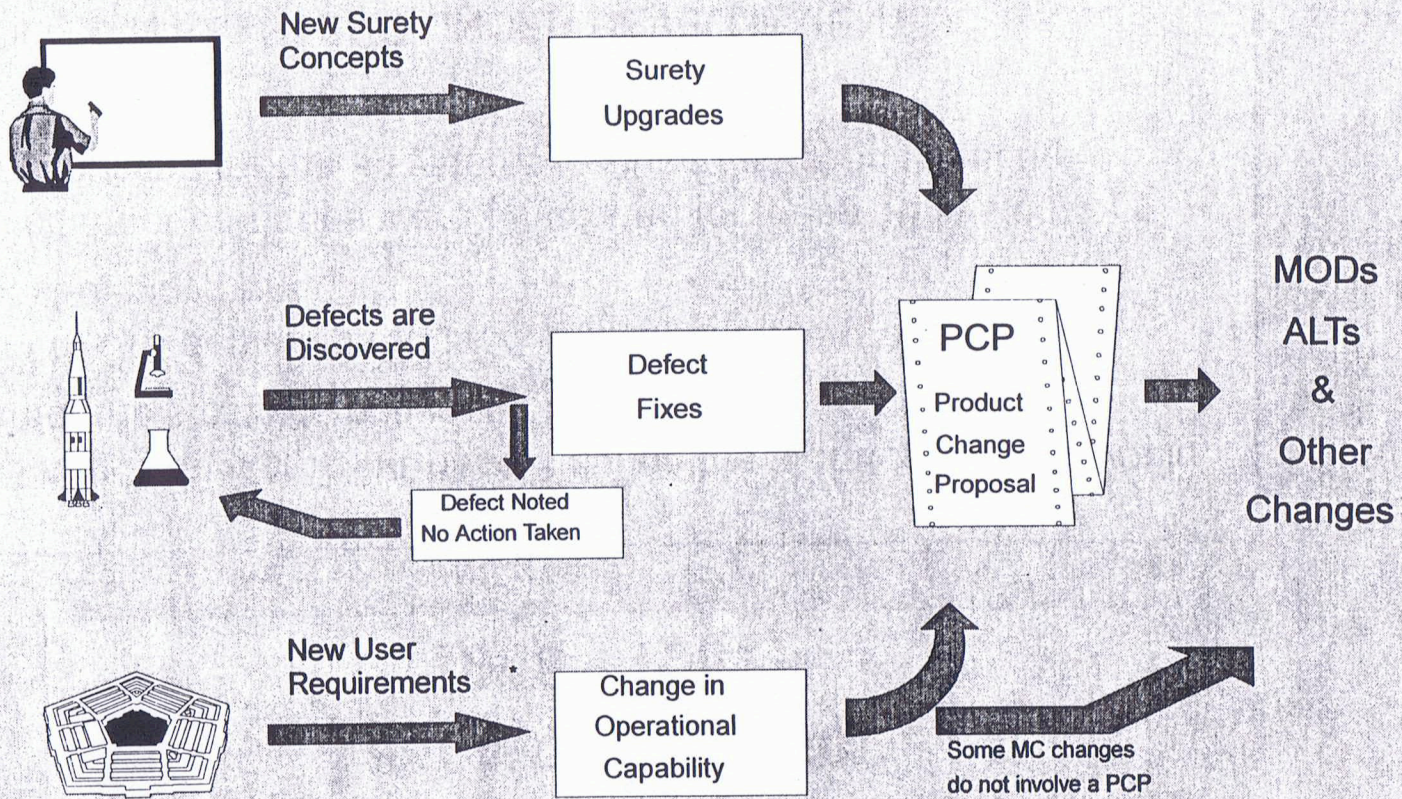 New Surety
Concepts
Surety
Upgrades
Defects are
Discovered
Defect
Fixes
Defect Noted
No Action Taken
New User
Requirements *
Change in
Operational
Capability
PCP
Product
Change
Proposal
Some MC changes
do not involve a PCP
MODs
ALTs
&
Other
Changes